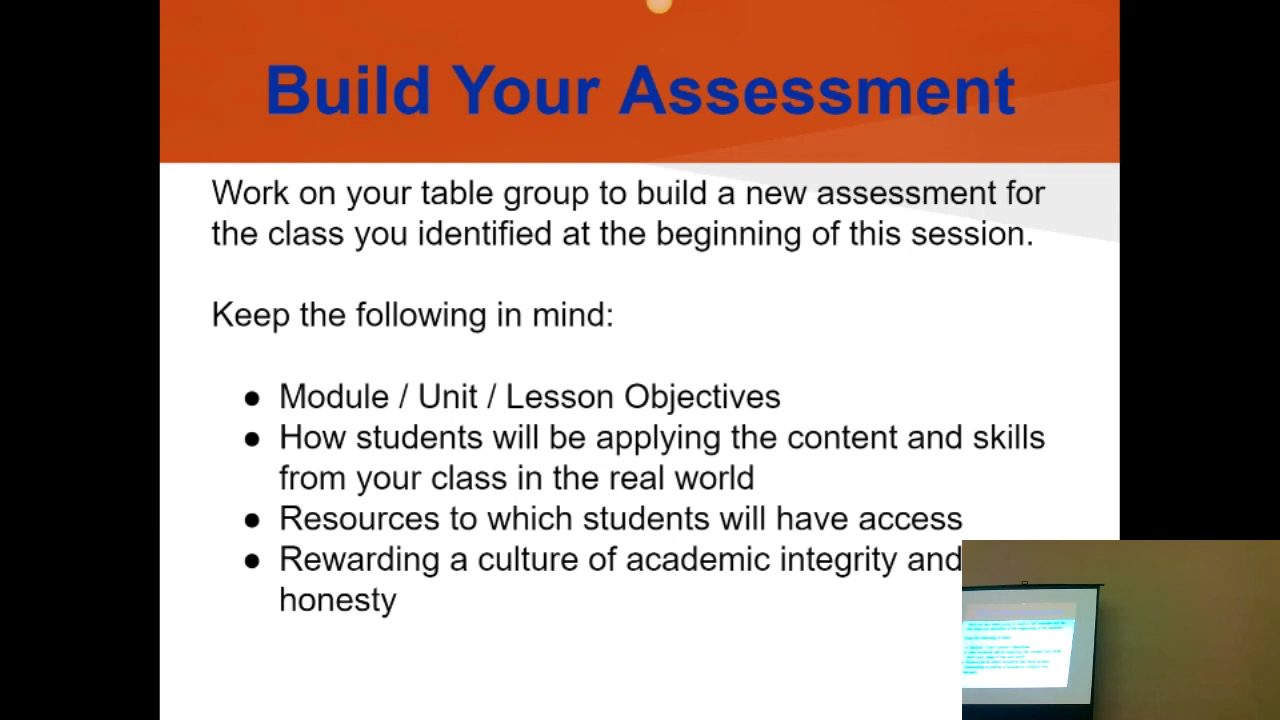 Build Your Assessment
Work on your table group to build a new assessment for
the class you identified at the beginning of this session.
Keep the following in mind:
● Module / Unit / Lesson Objectives
● How students will be applying the content and skills
from your class in the real world
● Resources to which students will have access
● Rewarding a culture of academic integrity and
honesty